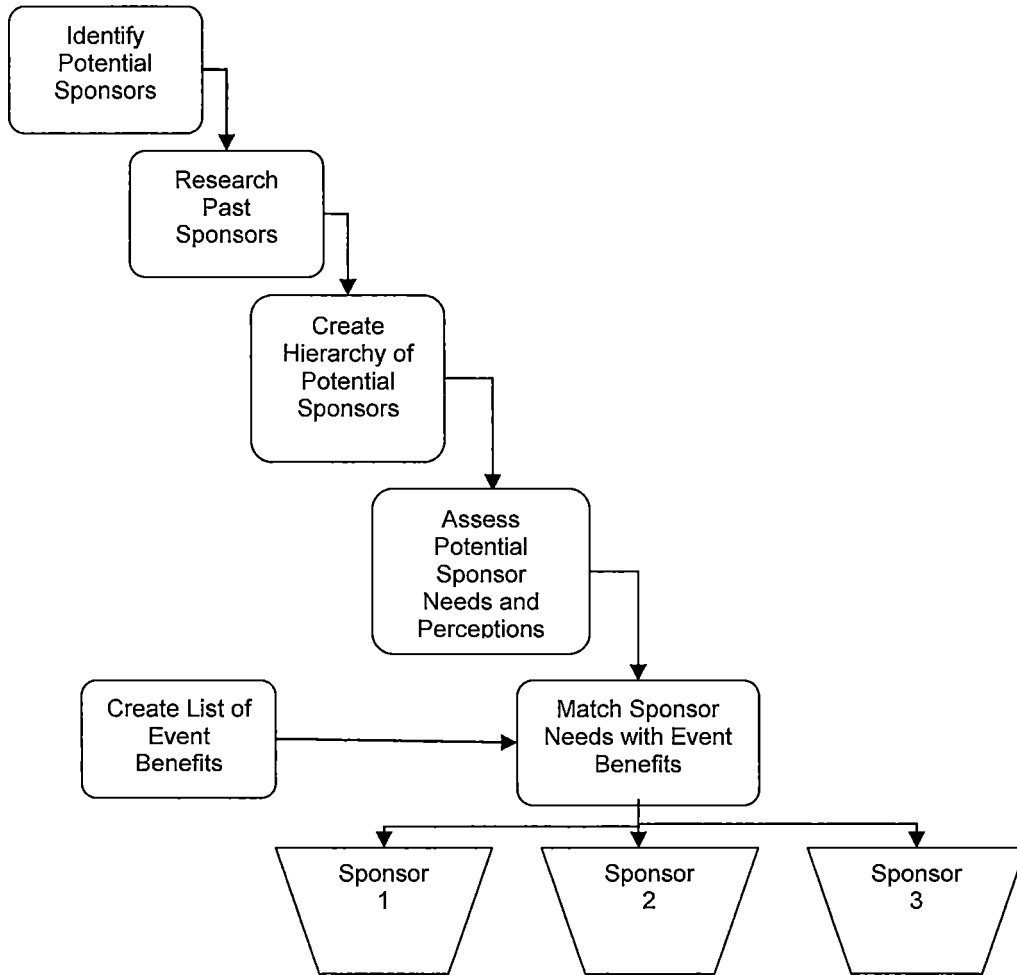 Identify
Potential
Sponsors
Research
Past
Sponsors
Create
Hierarchy of
Potential
Sponsors
Assess
Potential
Sponsor
Needs and
Perceptions
Create List of
Event
Benefits
Match Sponsor
Needs with Event
Benefits
Sponsor
1
Sponsor
2
Sponsor
3